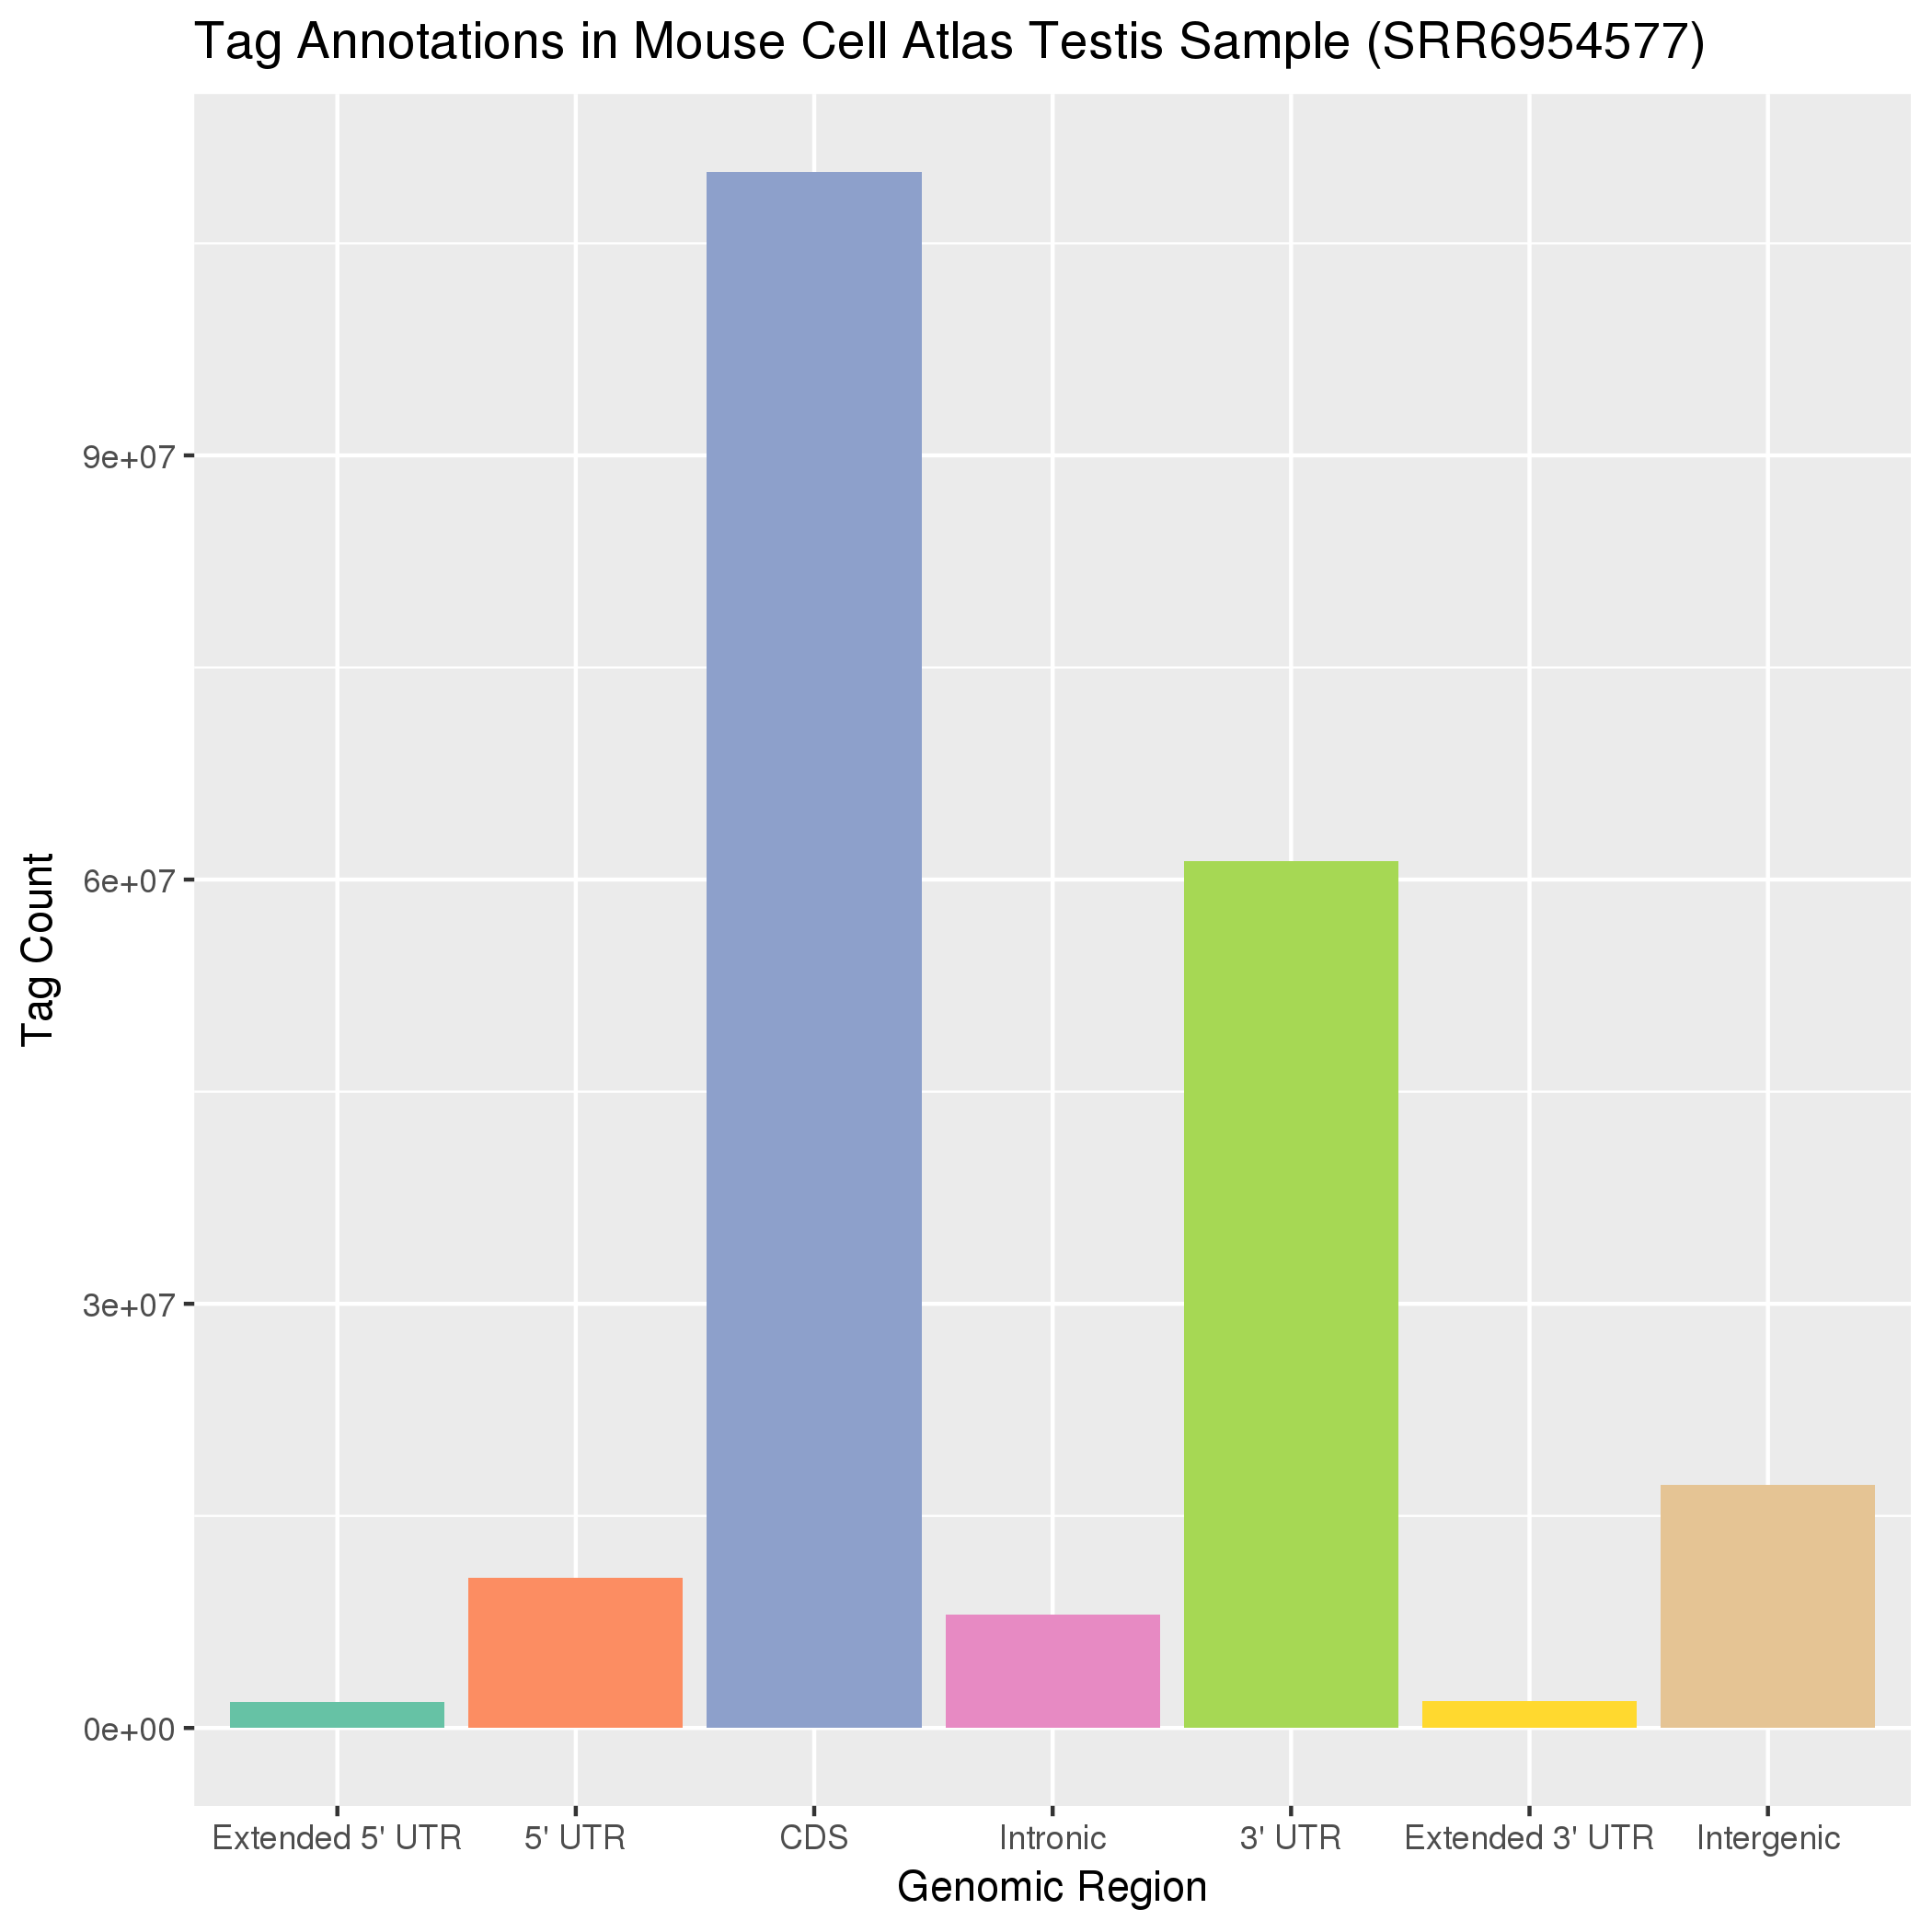 Tag Annotations in Mouse Cell Atlas Testis Sample (SRR6954577)
Tag Count
9e+07
6e+07
3e+07
0e+00
Extended 5' UTR
5' UTR
CDS
Intronic
3' UTR
Extended 3' UTR
Intergenic
Genomic Region